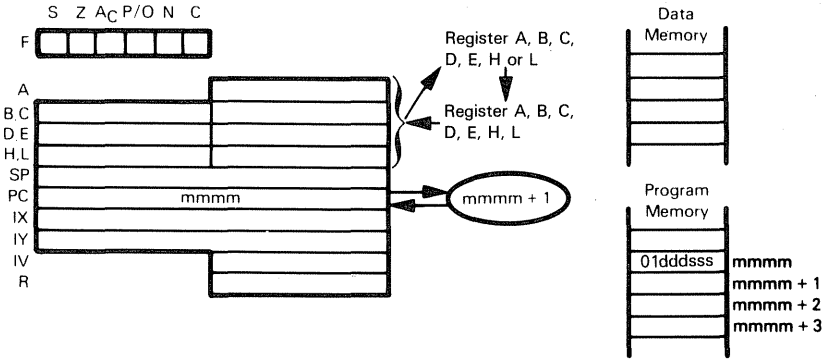 S Z AC P/O N C
F
A
B,C
D,E
H,L
SP
PC
IX
IY
IV
R
mmmm
Register A, B, C,
D, E, H or L
Register A, B, C,
D, E, H, L
mmmm + 1
Data
Memory
Program
Memory
01dddsss mmmm
mmmm + 1
mmmm + 2
mmmm + 3